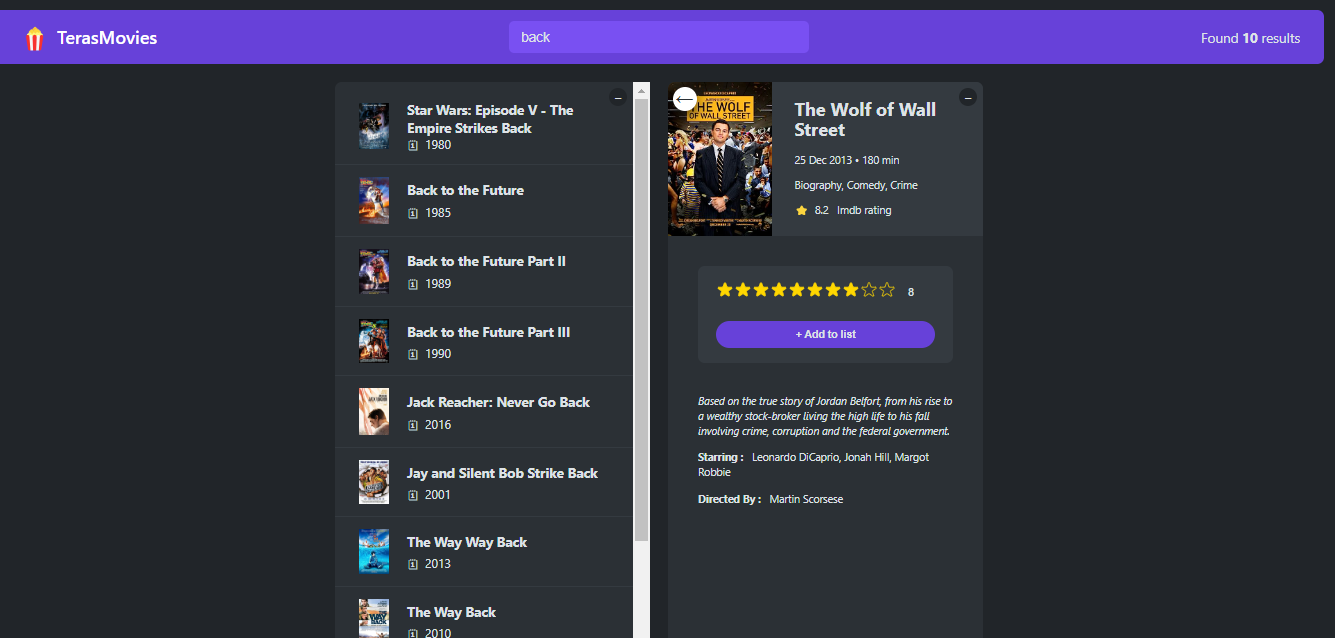 TerasMovies
back
Found 10 results
Star Wars: Episode V - The
Empire Strikes Back
1980
Back to the Future
1985
Back to the Future Part II
1989
Back to the Future Part III
1990
Jack Reacher: Never Go Back
2016
Jay and Silent Bob Strike Back
2001
The Way Way Back
2013
The Way Back
2010
THE WOLF
OF WALL STREET
The Wolf of Wall
Street
25 Dec 2013 • 180 min
Biography, Comedy, Crime
8.2 Imdb rating
8
+ Add to list
Based on the true story of Jordan Belfort, from his rise to
a wealthy stock-broker living the high life to his fall
involving crime, corruption and the federal government.
Starring : Leonardo DiCaprio, Jonah Hill, Margot
Robbie
Directed By : Martin Scorsese